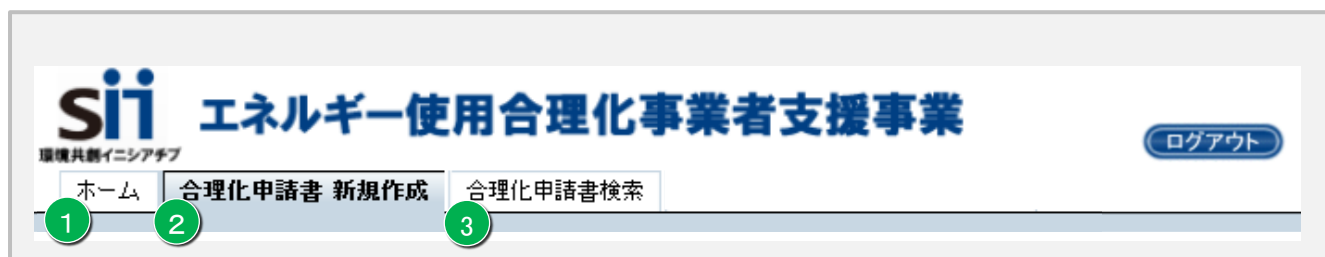 sii エネルギー使用合理化事業者支援事業
環境共創イニシアチブ
ログアウト
ホーム 合理化申請書 新規作成 合理化申請書検索
1 2 3